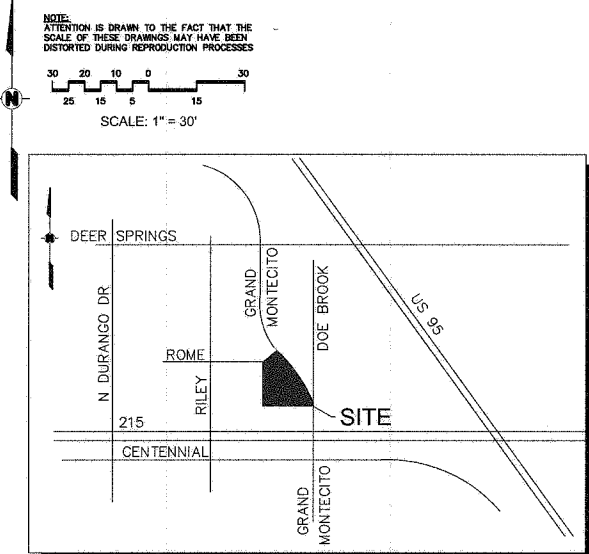 NOTE:
ATTENTION IS DRAWN TO THE FACT THAT THE
SCALE OF THESE DRAWINGS MAY HAVE BEEN
DISTORTED DURING REPRODUCTION PROCESSES
30 20 10 0 30
25 15 5 15
N
SCALE: 1" = 30'
DEER SPRINGS
GRAND
MONTECITO
DOE BROOK
US 95
N DURANGO DR
ROME
RILEY
SITE
215
CENTENNIAL
GRAND
MONTECITO